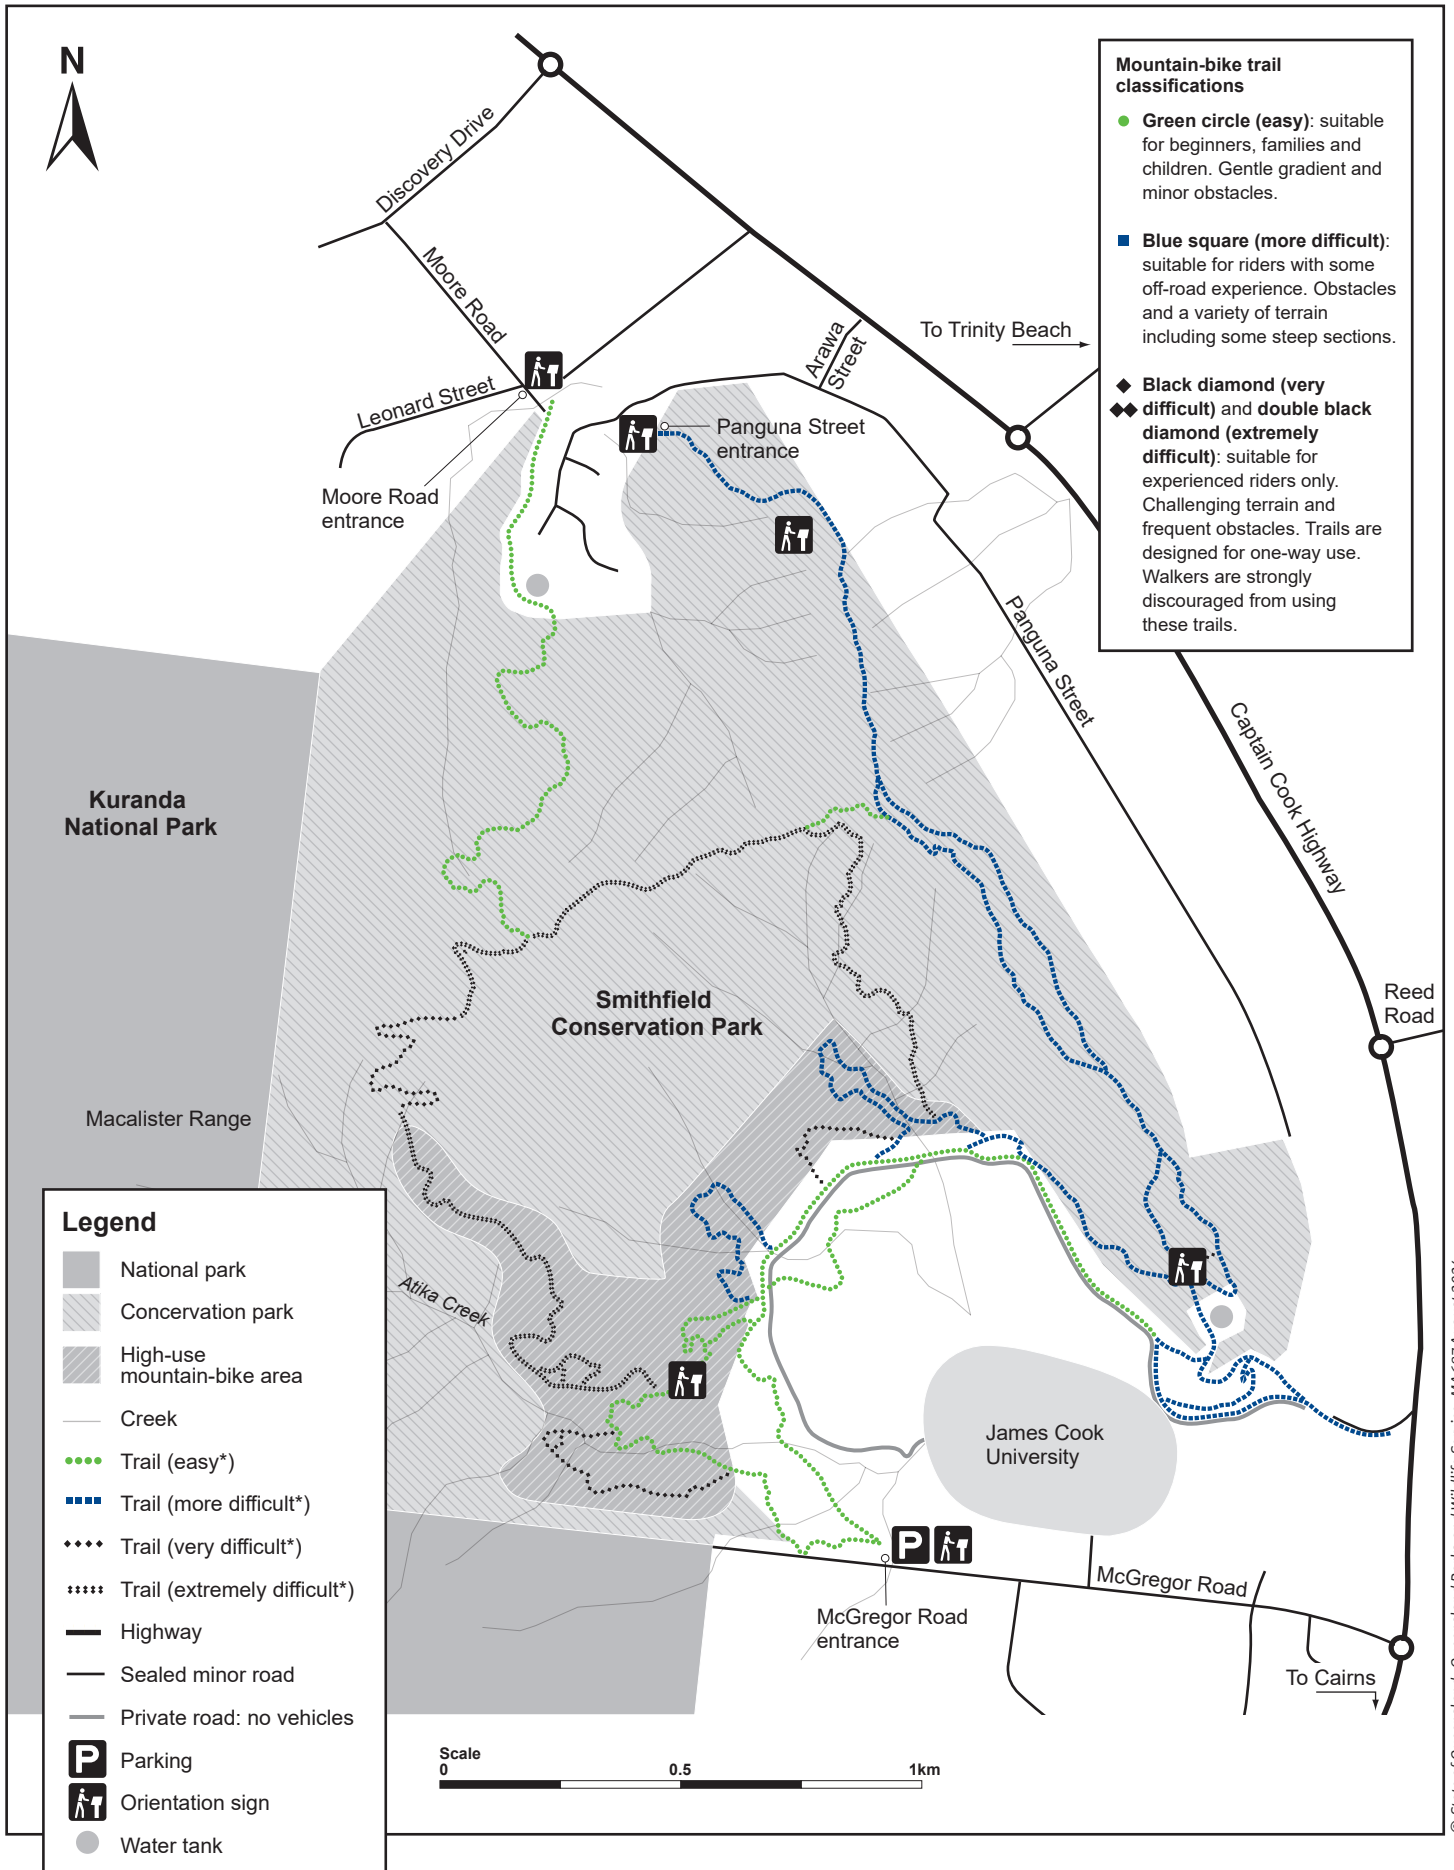 N
Discovery Drive
Moore Road
Leonard Street
Moore Road
entrance
Arawa
Street
Panguna Street
entrance
To Trinity Beach
Mountain-bike trail
classifications
Green circle (easy): suitable
for beginners, families and
children. Gentle gradient and
minor obstacles.
Blue square (more difficult):
suitable for riders with some
off-road experience. Obstacles
and a variety of terrain
including some steep sections.
Black diamond (very
difficult) and double black
diamond (extremely
difficult): suitable for
experienced riders only.
Challenging terrain and
frequent obstacles. Trails are
designed for one-way use.
Walkers are strongly
discouraged from using
these trails.
Panguna Street
Captain Cook Highway
Kuranda
National Park
Smithfield
Conservation Park
Reed
Road
Macalister Range
Atika Creek
James Cook
University
P
McGregor Road
McGregor Road
entrance
To Cairns
Legend
National park
Concervation park
High-use
mountain-bike area
Creek
Trail (easy*)
Trail (more difficult*)
Trail (very difficult*)
Trail (extremely difficult*)
Highway
Sealed minor road
Private road: no vehicles
P
Parking
Orientation sign
Water tank
Scale
0 0.5 1km